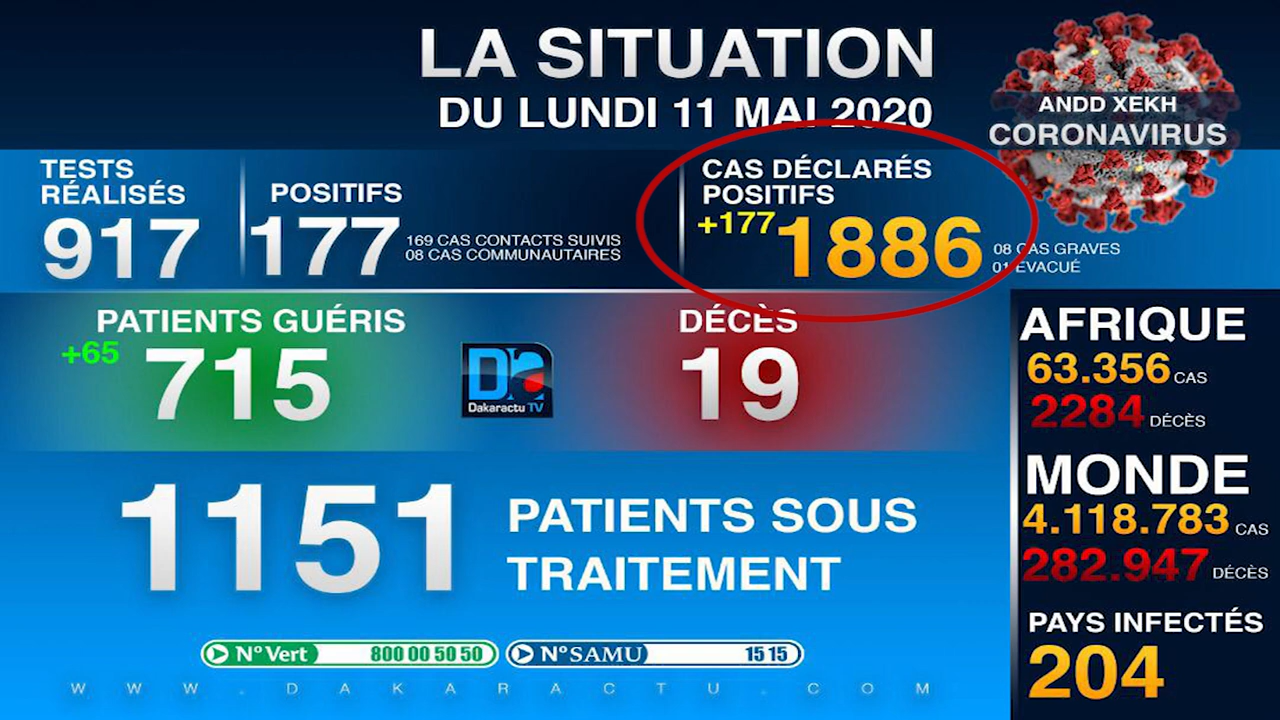 LA SITUATION
DU LUNDI 11 MAI 2020
ANDD XEKH
CORONAVIRUS
TESTS
RÉALISÉS
917
POSITIFS
177
169 CAS CONTACTS SUIVIS
08 CAS COMMUNAUTAIRES
CAS DÉCLARÉS
POSITIFS
+177
1886
08 CAS GRAVES
01 EVACUÉ
PATIENTS GUÉRIS
+65
715
Dakaractu TV
DÉCÈS
19
AFRIQUE
63.356 CAS
2284 DÉCÈS
1151
PATIENTS SOUS
TRAITEMENT
MONDE
4.118.783 CAS
282.947 DÉCÈS
PAYS INFECTÉS
204
N° Vert 800 00 50 50
N° SAMU 15 15
WWW.DAKARACTU.COM